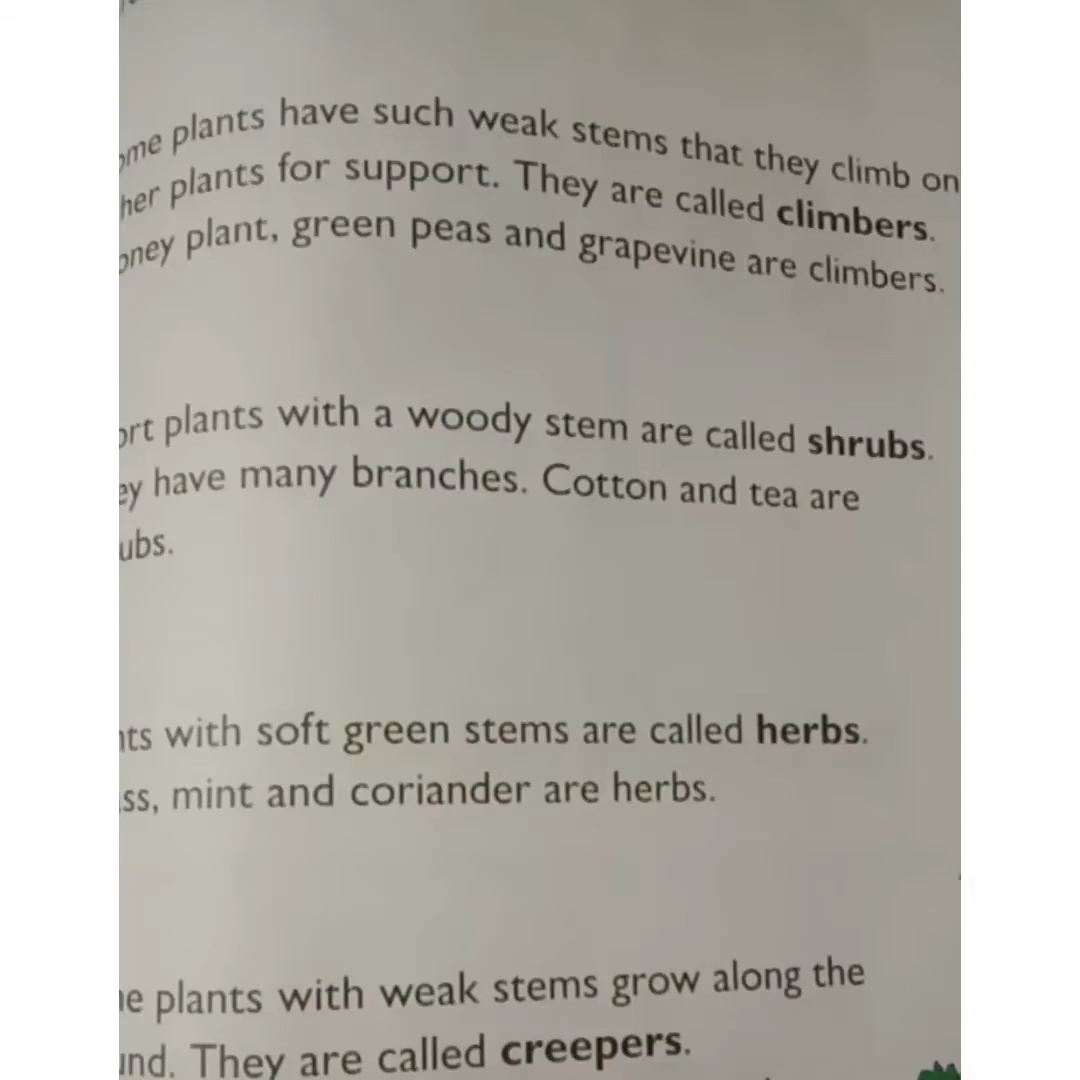 ome plants have such weak stems that they climb on
her plants for support. They are called climbers.
oney plant, green peas and grapevine are climbers.
ort plants with a woody stem are called shrubs.
ey have many branches. Cotton and tea are
ubs.
nts with soft green stems are called herbs.
ss, mint and coriander are herbs.
ne plants with weak stems grow along the
und. They are called creepers.